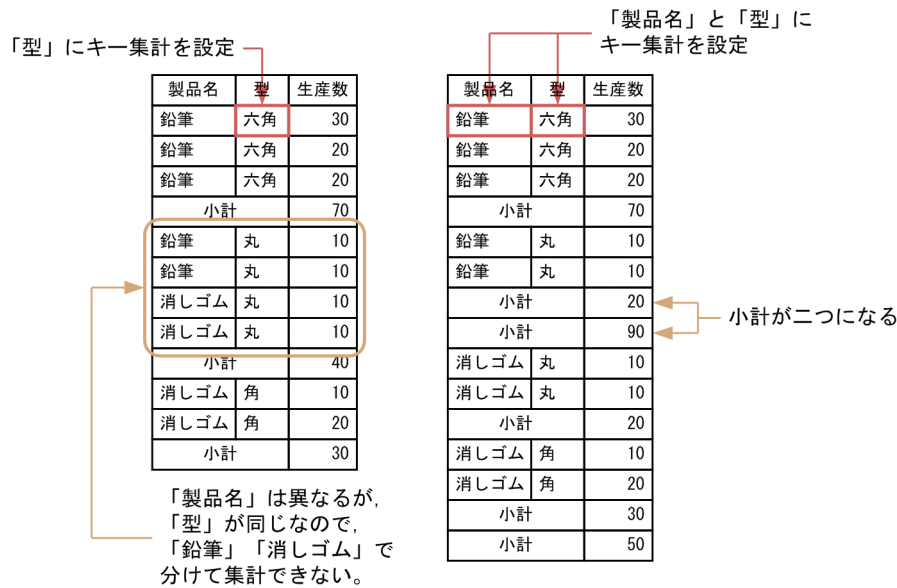 「型」にキー集計を設定
製品名 型 生産数
鉛筆 六角 30
鉛筆 六角 20
鉛筆 六角 20
小計 70
鉛筆 丸 10
鉛筆 丸 10
消しゴム 丸 10
消しゴム 丸 10
小計 40
消しゴム 角 10
消しゴム 角 20
小計 30
「製品名」は異なるが,
「型」が同じなので,
「鉛筆」「消しゴム」で
分けて集計できない。
「製品名」と「型」に
キー集計を設定
製品名 型 生産数
鉛筆 六角 30
鉛筆 六角 20
鉛筆 六角 20
小計 70
鉛筆 丸 10
鉛筆 丸 10
小計 20
小計 90
消しゴム 丸 10
消しゴム 丸 10
小計 20
消しゴム 角 10
消しゴム 角 20
小計 30
小計 50
小計が二つになる